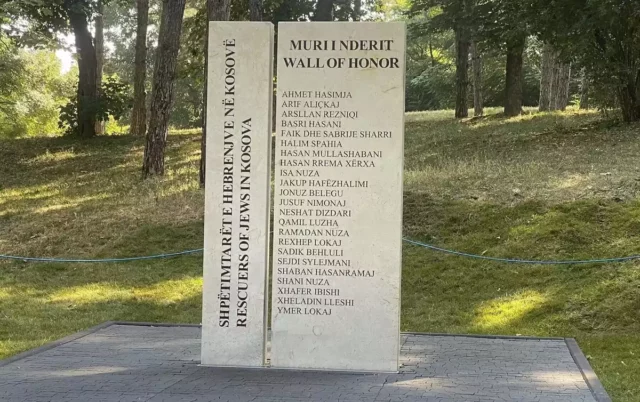 SHPËTIMTARËT E HEBRENJVE NË KOSOVË
RESCUERS OF JEWS IN KOSOVA
MURI I NDERIT
WALL OF HONOR
AHMET HASIMJA
ARIF ALIÇKAJ
ARSLLAN REZNIQI
BASRI HASANI
FAIK DHE SABRIJE SHARRI
HALIM SPAHIA
HASAN MULLASHABANI
HASAN RREMA XËRXA
ISA NUZA
JAKUP HAFËZHALIMI
JONUZ BELEGU
JUSUF NIMONAJ
NESHAT DIZDARI
QAMIL LUZHA
RAMADAN NUZA
REXHEP LOKAJ
SADIK BEHLULI
SEJDI SYLEJMANI
SHABAN HASANRAMAJ
SHANI NUZA
XHAFER IBISHI
XHELADIN LLESHI
YMER LOKAJ